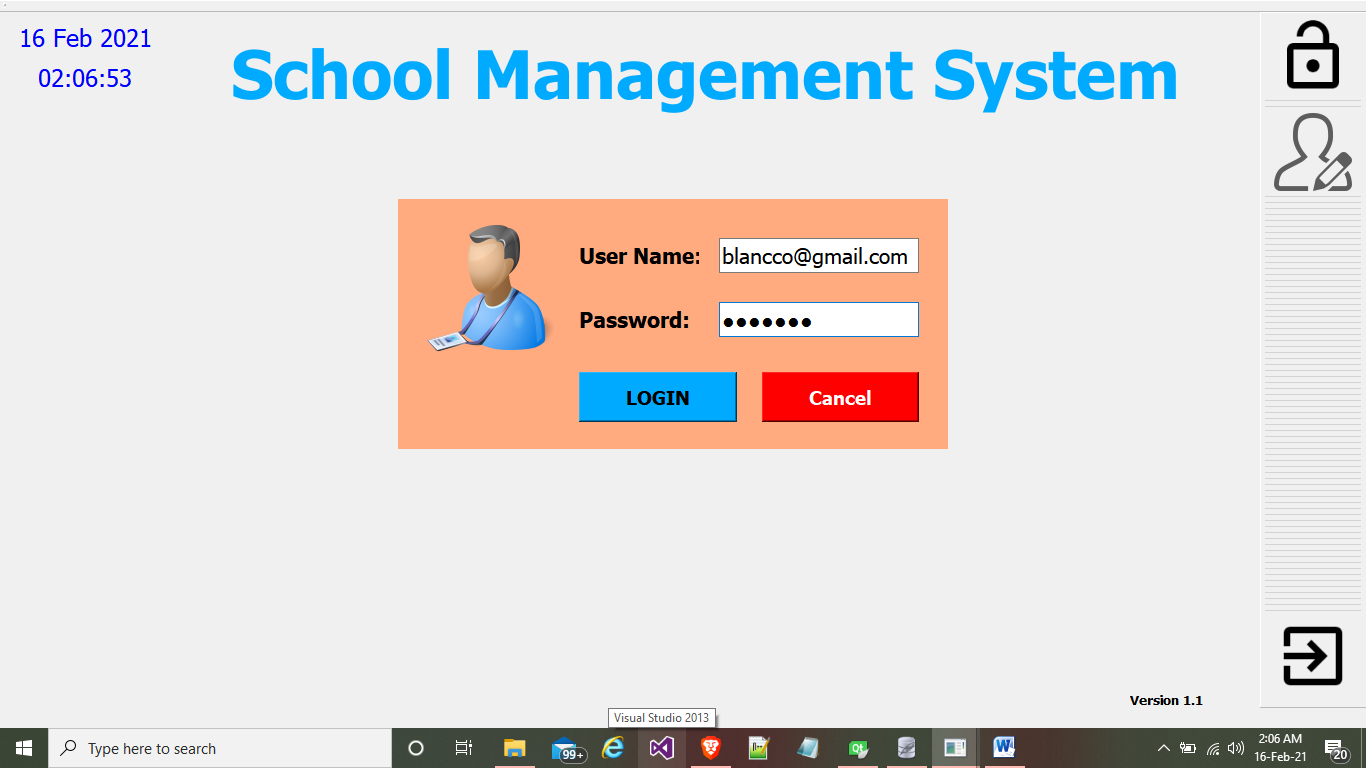 16 Feb 2021
02:06:53
School Management System
User Name:
blancco@gmail.com
Password:
LOGIN
Cancel
Version 1.1
Visual Studio 2013
Type here to search
99+
2:06 AM
16-Feb-21
20